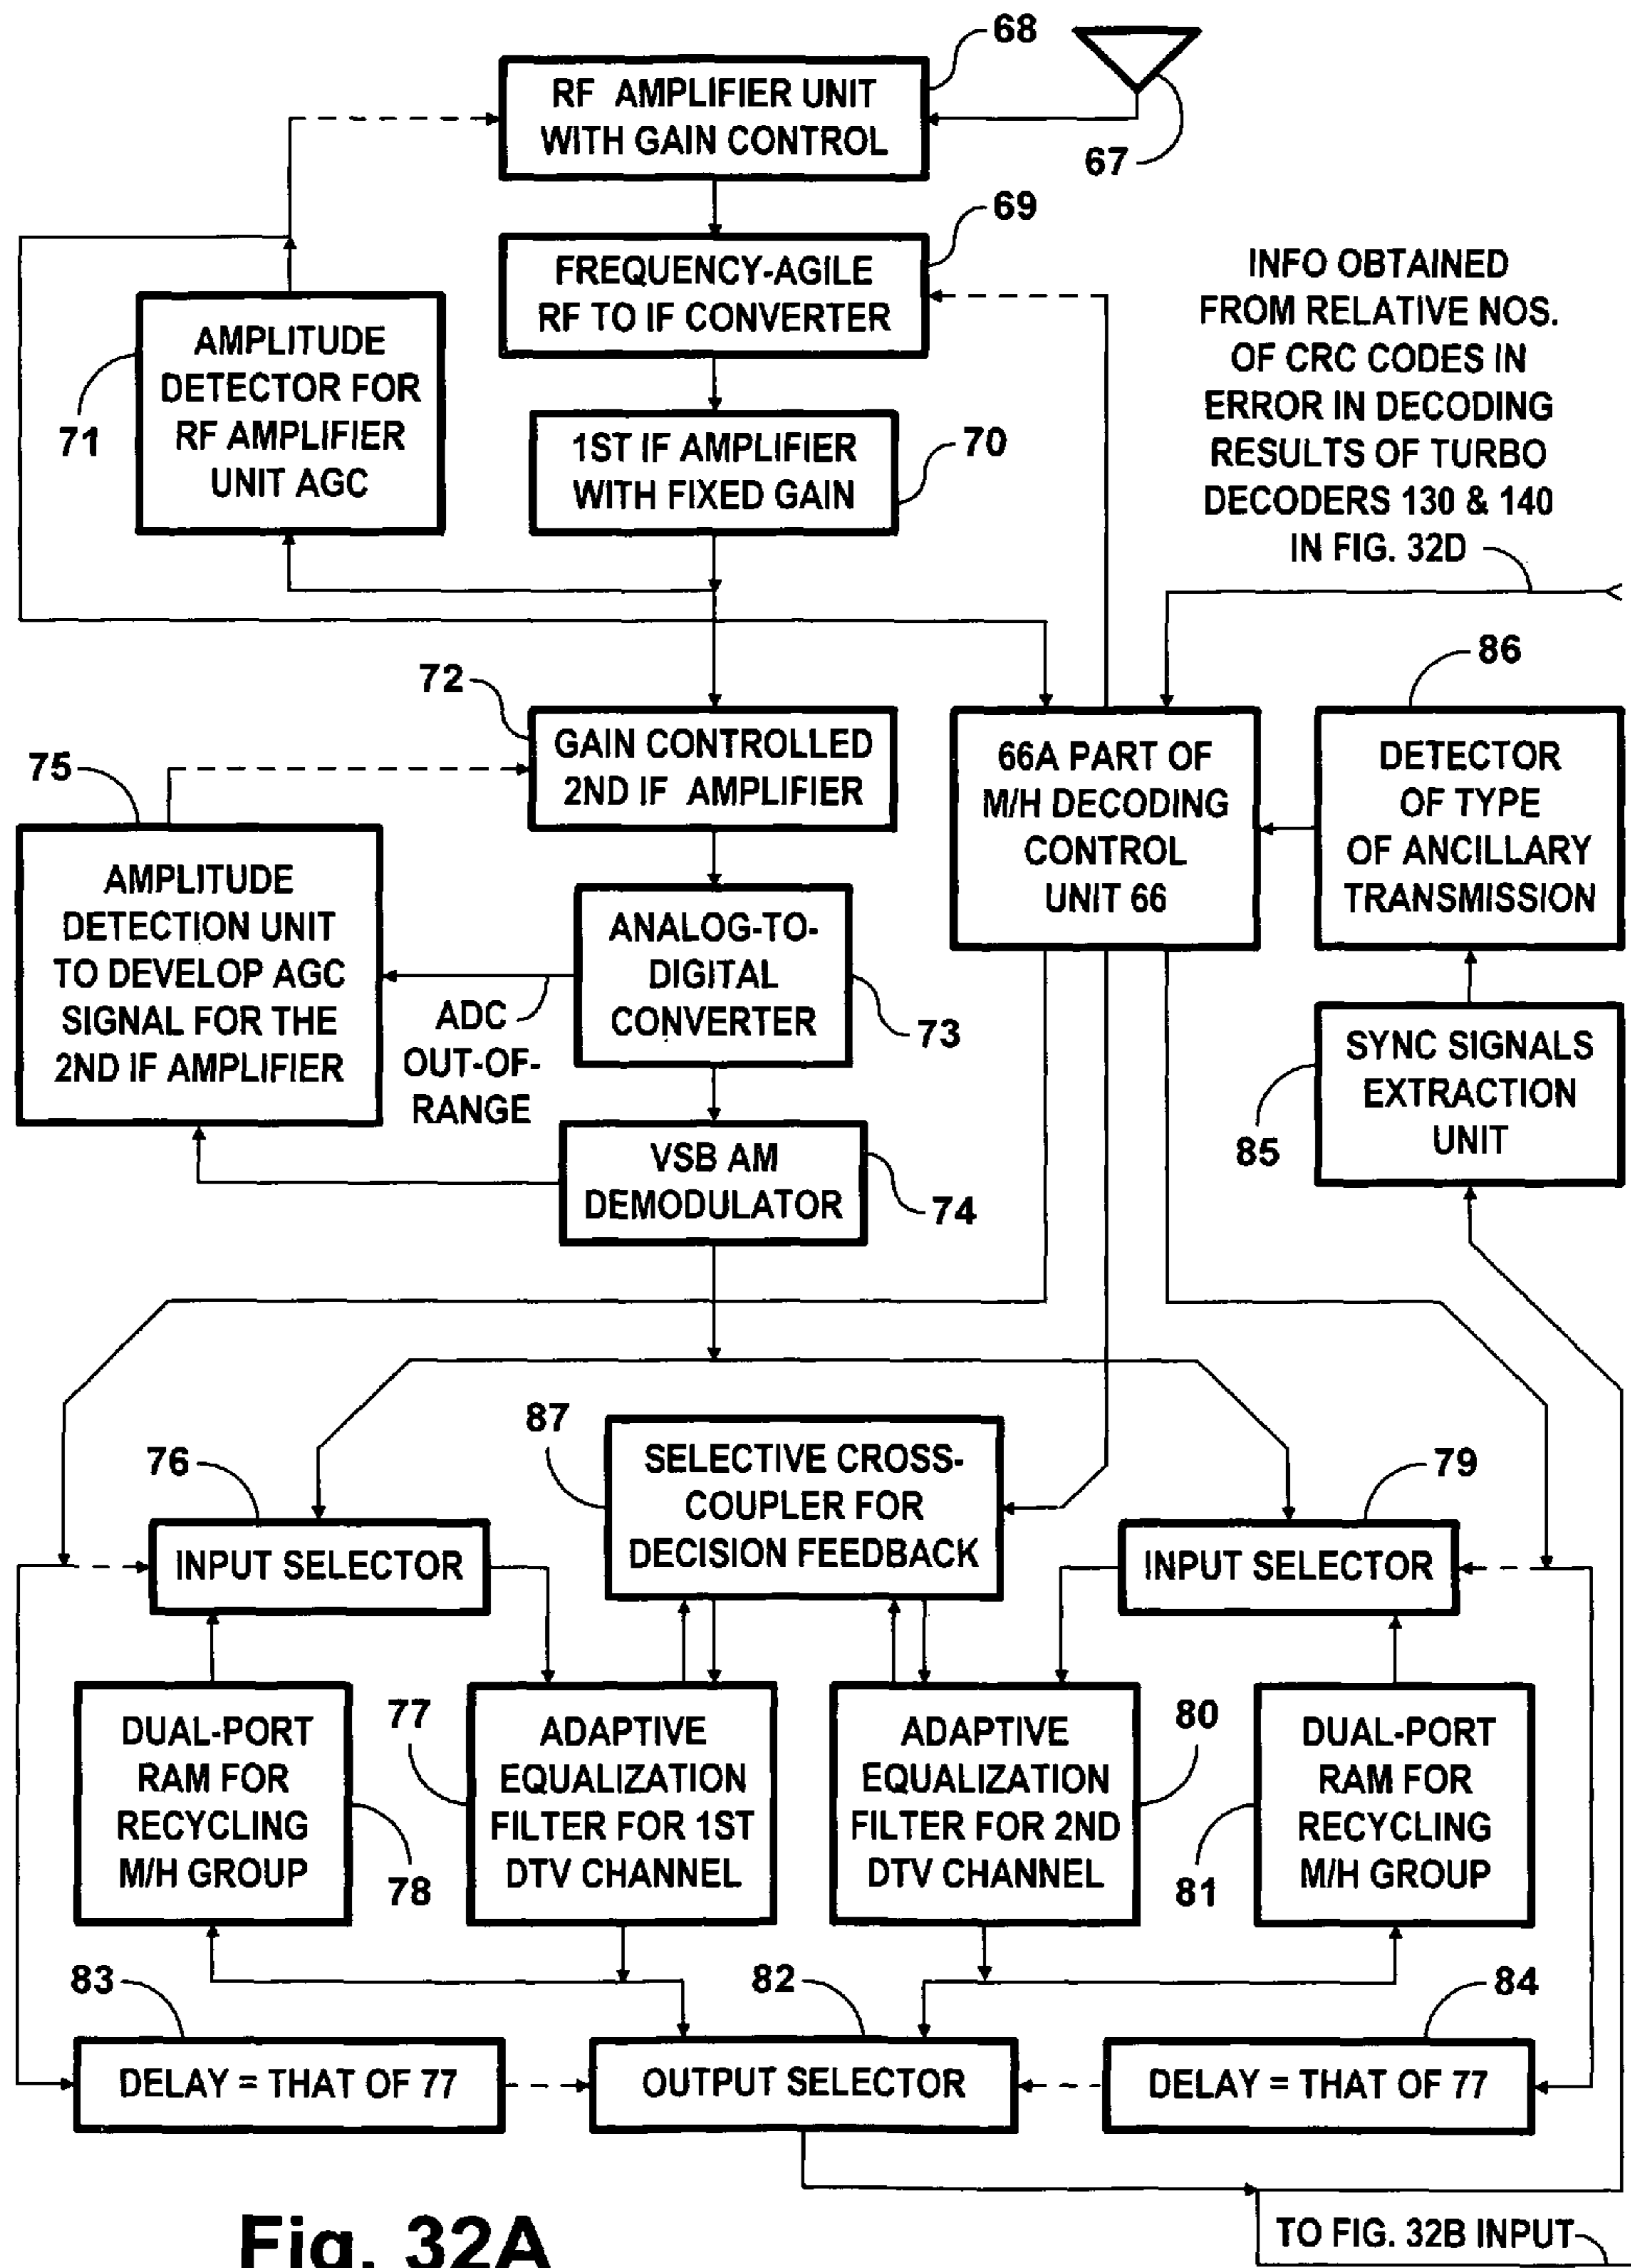 68
RF AMPLIFIER UNIT
WITH GAIN CONTROL
67
69
FREQUENCY-AGILE
RF TO IF CONVERTER
INFO OBTAINED
FROM RELATIVE NOS.
OF CRC CODES IN
ERROR IN DECODING
RESULTS OF TURBO
DECODERS 130 & 140
IN FIG. 32D
AMPLITUDE
DETECTOR FOR
RF AMPLIFIER
UNIT AGC
71
1ST IF AMPLIFIER
WITH FIXED GAIN
70
72
GAIN CONTROLLED
2ND IF AMPLIFIER
66A PART OF
M/H DECODING
CONTROL
UNIT 66
86
DETECTOR
OF TYPE
OF ANCILLARY
TRANSMISSION
75
AMPLITUDE
DETECTION UNIT
TO DEVELOP AGC
SIGNAL FOR THE
2ND IF AMPLIFIER
ADC
OUT-OF-
RANGE
ANALOG-TO-
DIGITAL
CONVERTER
73
SYNC SIGNALS
EXTRACTION
UNIT
85
VSB AM
DEMODULATOR
74
87
SELECTIVE CROSS-
COUPLER FOR
DECISION FEEDBACK
76
INPUT SELECTOR
79
INPUT SELECTOR
DUAL-PORT
RAM FOR
RECYCLING
M/H GROUP
78
77
ADAPTIVE
EQUALIZATION
FILTER FOR 1ST
DTV CHANNEL
ADAPTIVE
EQUALIZATION
FILTER FOR 2ND
DTV CHANNEL
80
81
DUAL-PORT
RAM FOR
RECYCLING
M/H GROUP
83
DELAY = THAT OF 77
82
OUTPUT SELECTOR
84
DELAY = THAT OF 77
TO FIG. 32B INPUT
Fig. 32A